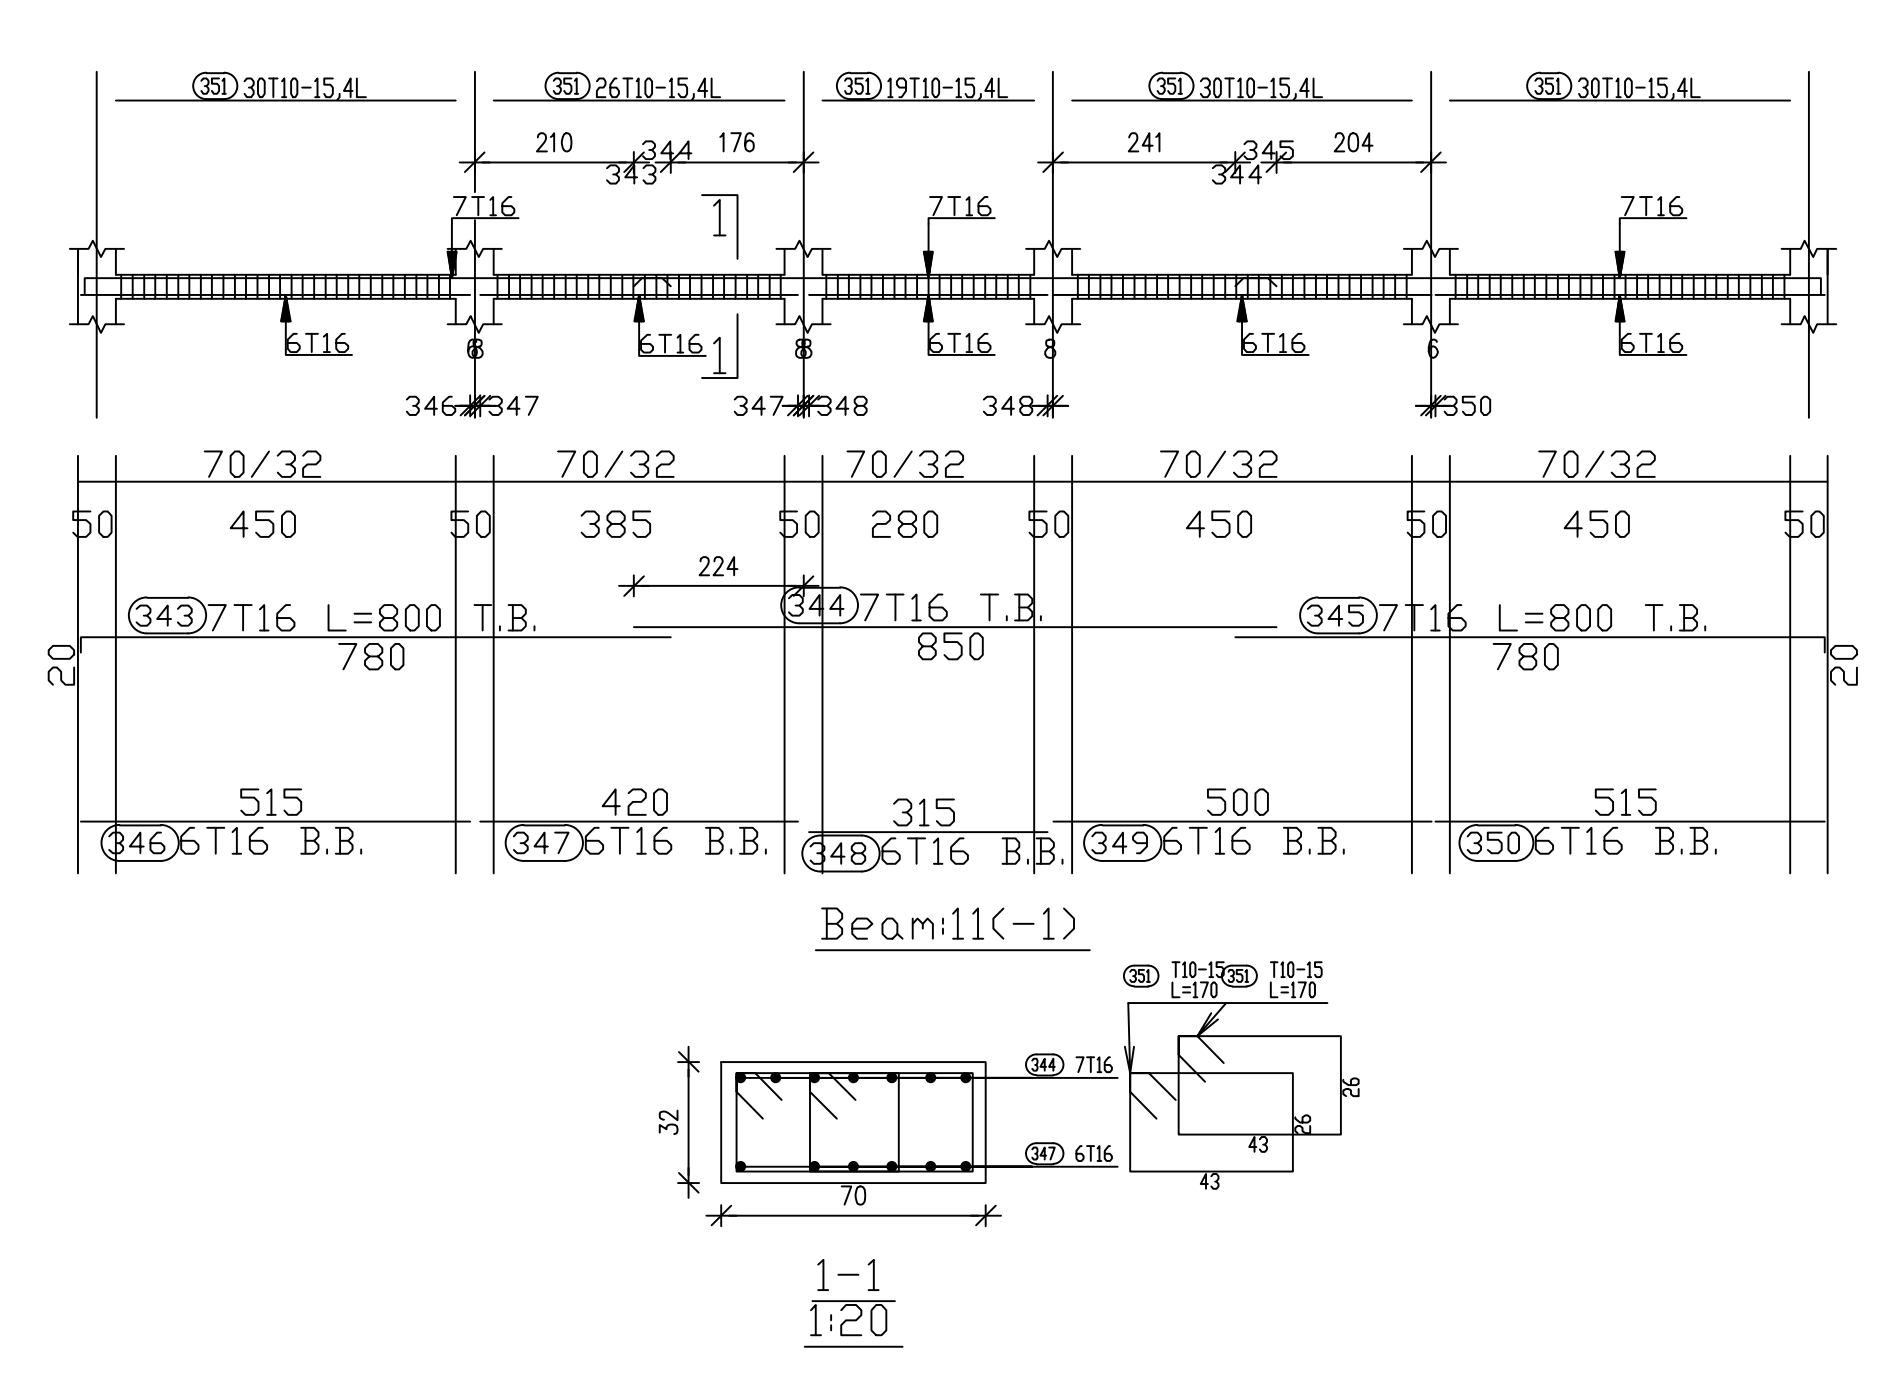 351 30T10-15,4L 351 26T10-15,4L 351 19T10-15,4L 351 30T10-15,4L 351 30T10-15,4L
210 344 176 241 345 204
343 344
7T16 1 7T16 7T16
6T16 6T16 1 6T16 6T16 6T16
6 8 8 8 8 6
346 347 347 348 348 350
70/32 70/32 70/32 70/32 70/32
50 450 50 385 50 280 50 450 50 450 50
224
343 7T16 L=800 T.B. 344 7T16 T.B. 345 7T16 L=800 T.B.
20 780 850 780 20
515 420 315 500 515
346 6T16 B.B. 347 6T16 B.B. 348 6T16 B.B. 349 6T16 B.B. 350 6T16 B.B.
Beam:11(-1)
351 T10-15 351 T10-15
L=170 L=170
344 7T16
32 26
26
347 6T16 43
70 43
1-1
1:20